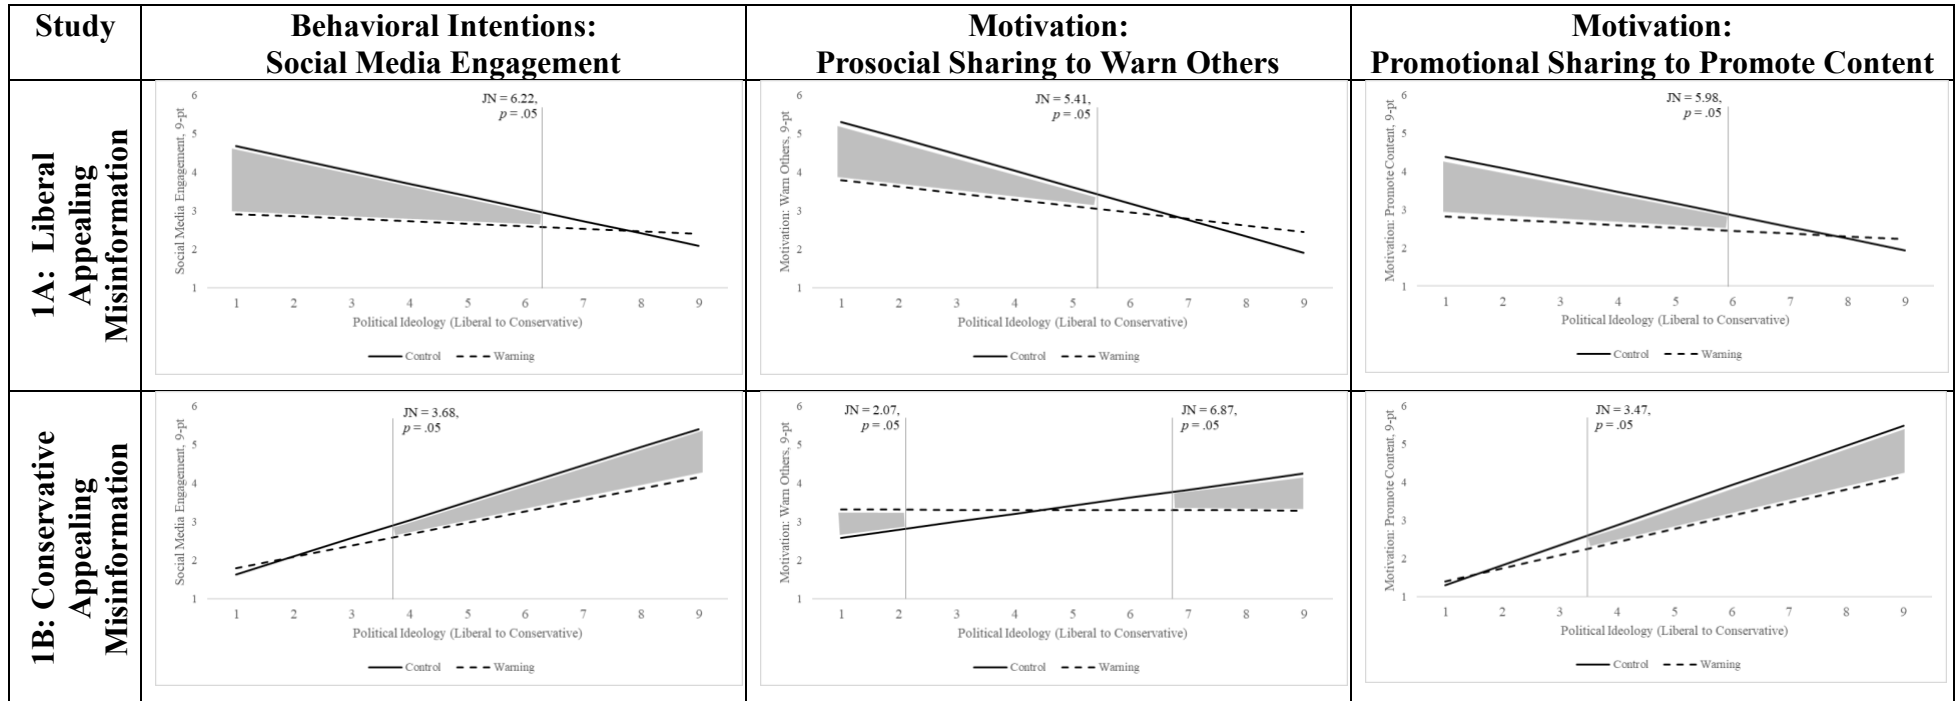 Study
Behavioral Intentions:
Social Media Engagement
Motivation:
Prosocial Sharing to Warn Others
Motivation:
Promotional Sharing to Promote Content
1A: Liberal
Appealing
Misinformation
Social Media Engagement, 9-pt
6
5
4
3
2
1
JN = 6.22,
p = .05
1 2 3 4 5 6 7 8 9
Political Ideology (Liberal to Conservative)
Control Warning
Motivation: Warn Others, 9-pt
6
5
4
3
2
1
JN = 5.41,
p = .05
1 2 3 4 5 6 7 8 9
Political Ideology (Liberal to Conservative)
Control Warning
Motivation: Promote Content, 9-pt
6
5
4
3
2
1
JN = 5.98,
p = .05
1 2 3 4 5 6 7 8 9
Political Ideology (Liberal to Conservative)
Control Warning
1B: Conservative
Appealing
Misinformation
Social Media Engagement, 9-pt
6
5
4
3
2
1
JN = 3.68,
p = .05
1 2 3 4 5 6 7 8 9
Political Ideology (Liberal to Conservative)
Control Warning
Motivation: Warn Others, 9-pt
6
5
4
3
2
1
JN = 2.07,
p = .05
JN = 6.87,
p = .05
1 2 3 4 5 6 7 8 9
Political Ideology (Liberal to Conservative)
Control Warning
Motivation: Promote Content, 9-pt
6
5
4
3
2
1
JN = 3.47,
p = .05
1 2 3 4 5 6 7 8 9
Political Ideology (Liberal to Conservative)
Control Warning